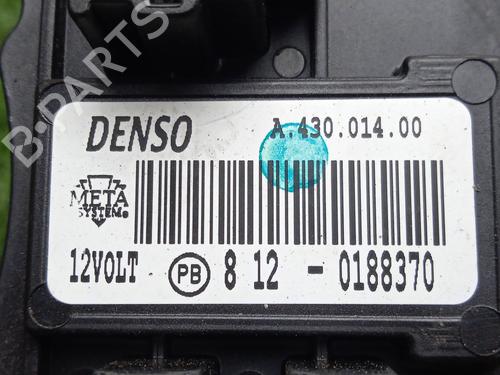 B-PARTS
DENSO A.430.014.00
META
SYSTEM
12VOLT PB 8 12 - 0188370